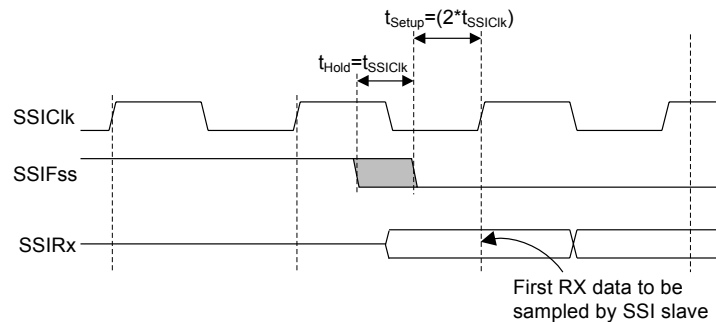 tSetup=(2*tSSIClk)
tHold=tSSIClk
SSIClk
SSIFss
SSIRx
First RX data to be
sampled by SSI slave